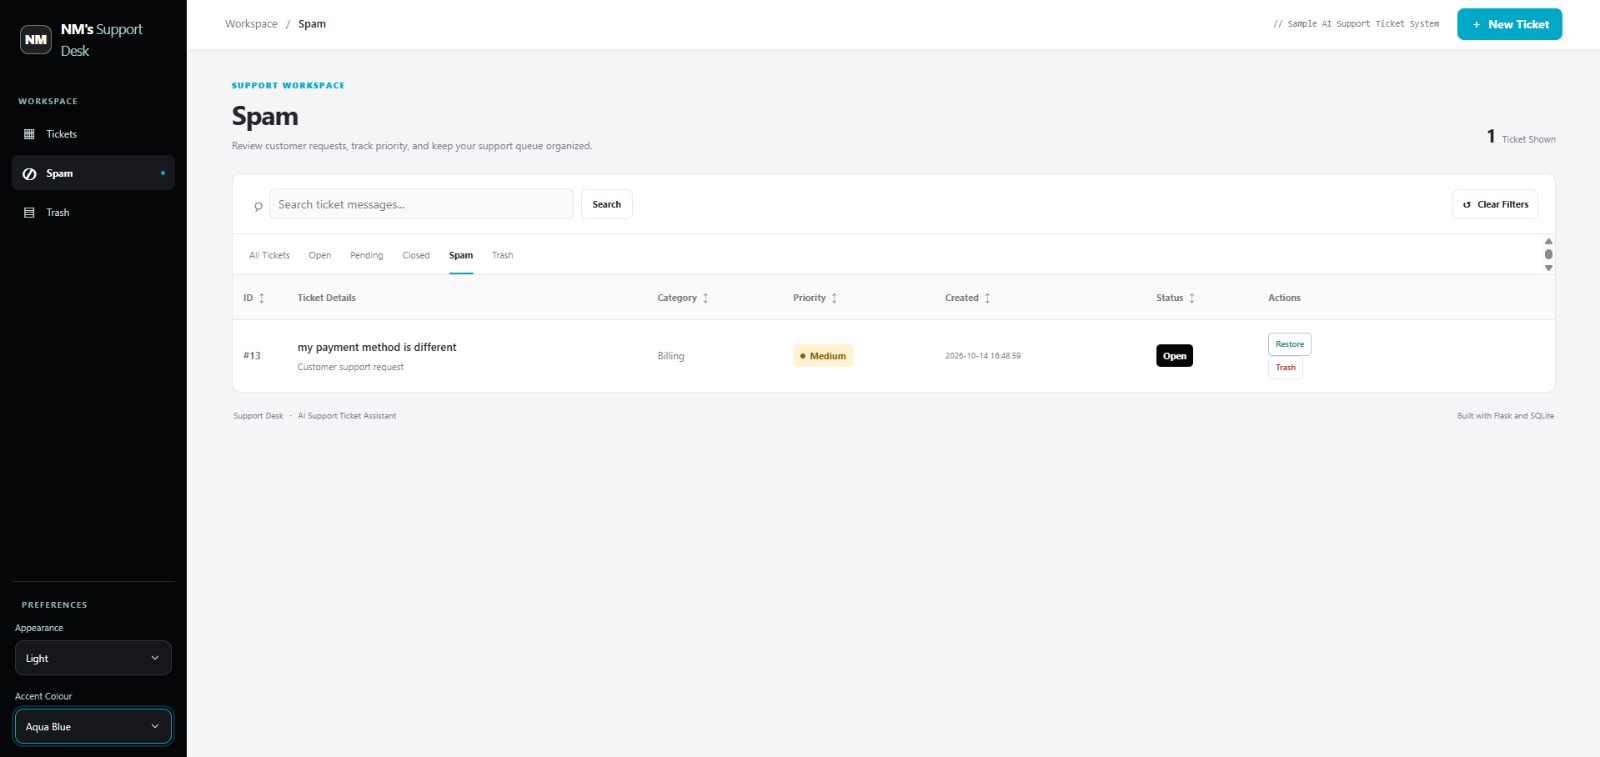 NM
NM's Support
Desk
WORKSPACE
Tickets
Spam
Trash
PREFERENCES
Appearance
Light
Accent Colour
Aqua Blue
Workspace / Spam
// Sample AI Support Ticket System
+ New Ticket
SUPPORT WORKSPACE
Spam
Review customer requests, track priority, and keep your support queue organized.
1 Ticket Shown
Search ticket messages...
Search
↺ Clear Filters
All Tickets Open Pending Closed Spam Trash
ID ↕ Ticket Details Category ↕ Priority ↕ Created ↕ Status ↕ Actions
#13 my payment method is different Billing Medium 2026-10-14 16:48:59 Open Restore
Customer support request Trash
Support Desk · AI Support Ticket Assistant
Built with Flask and SQLite